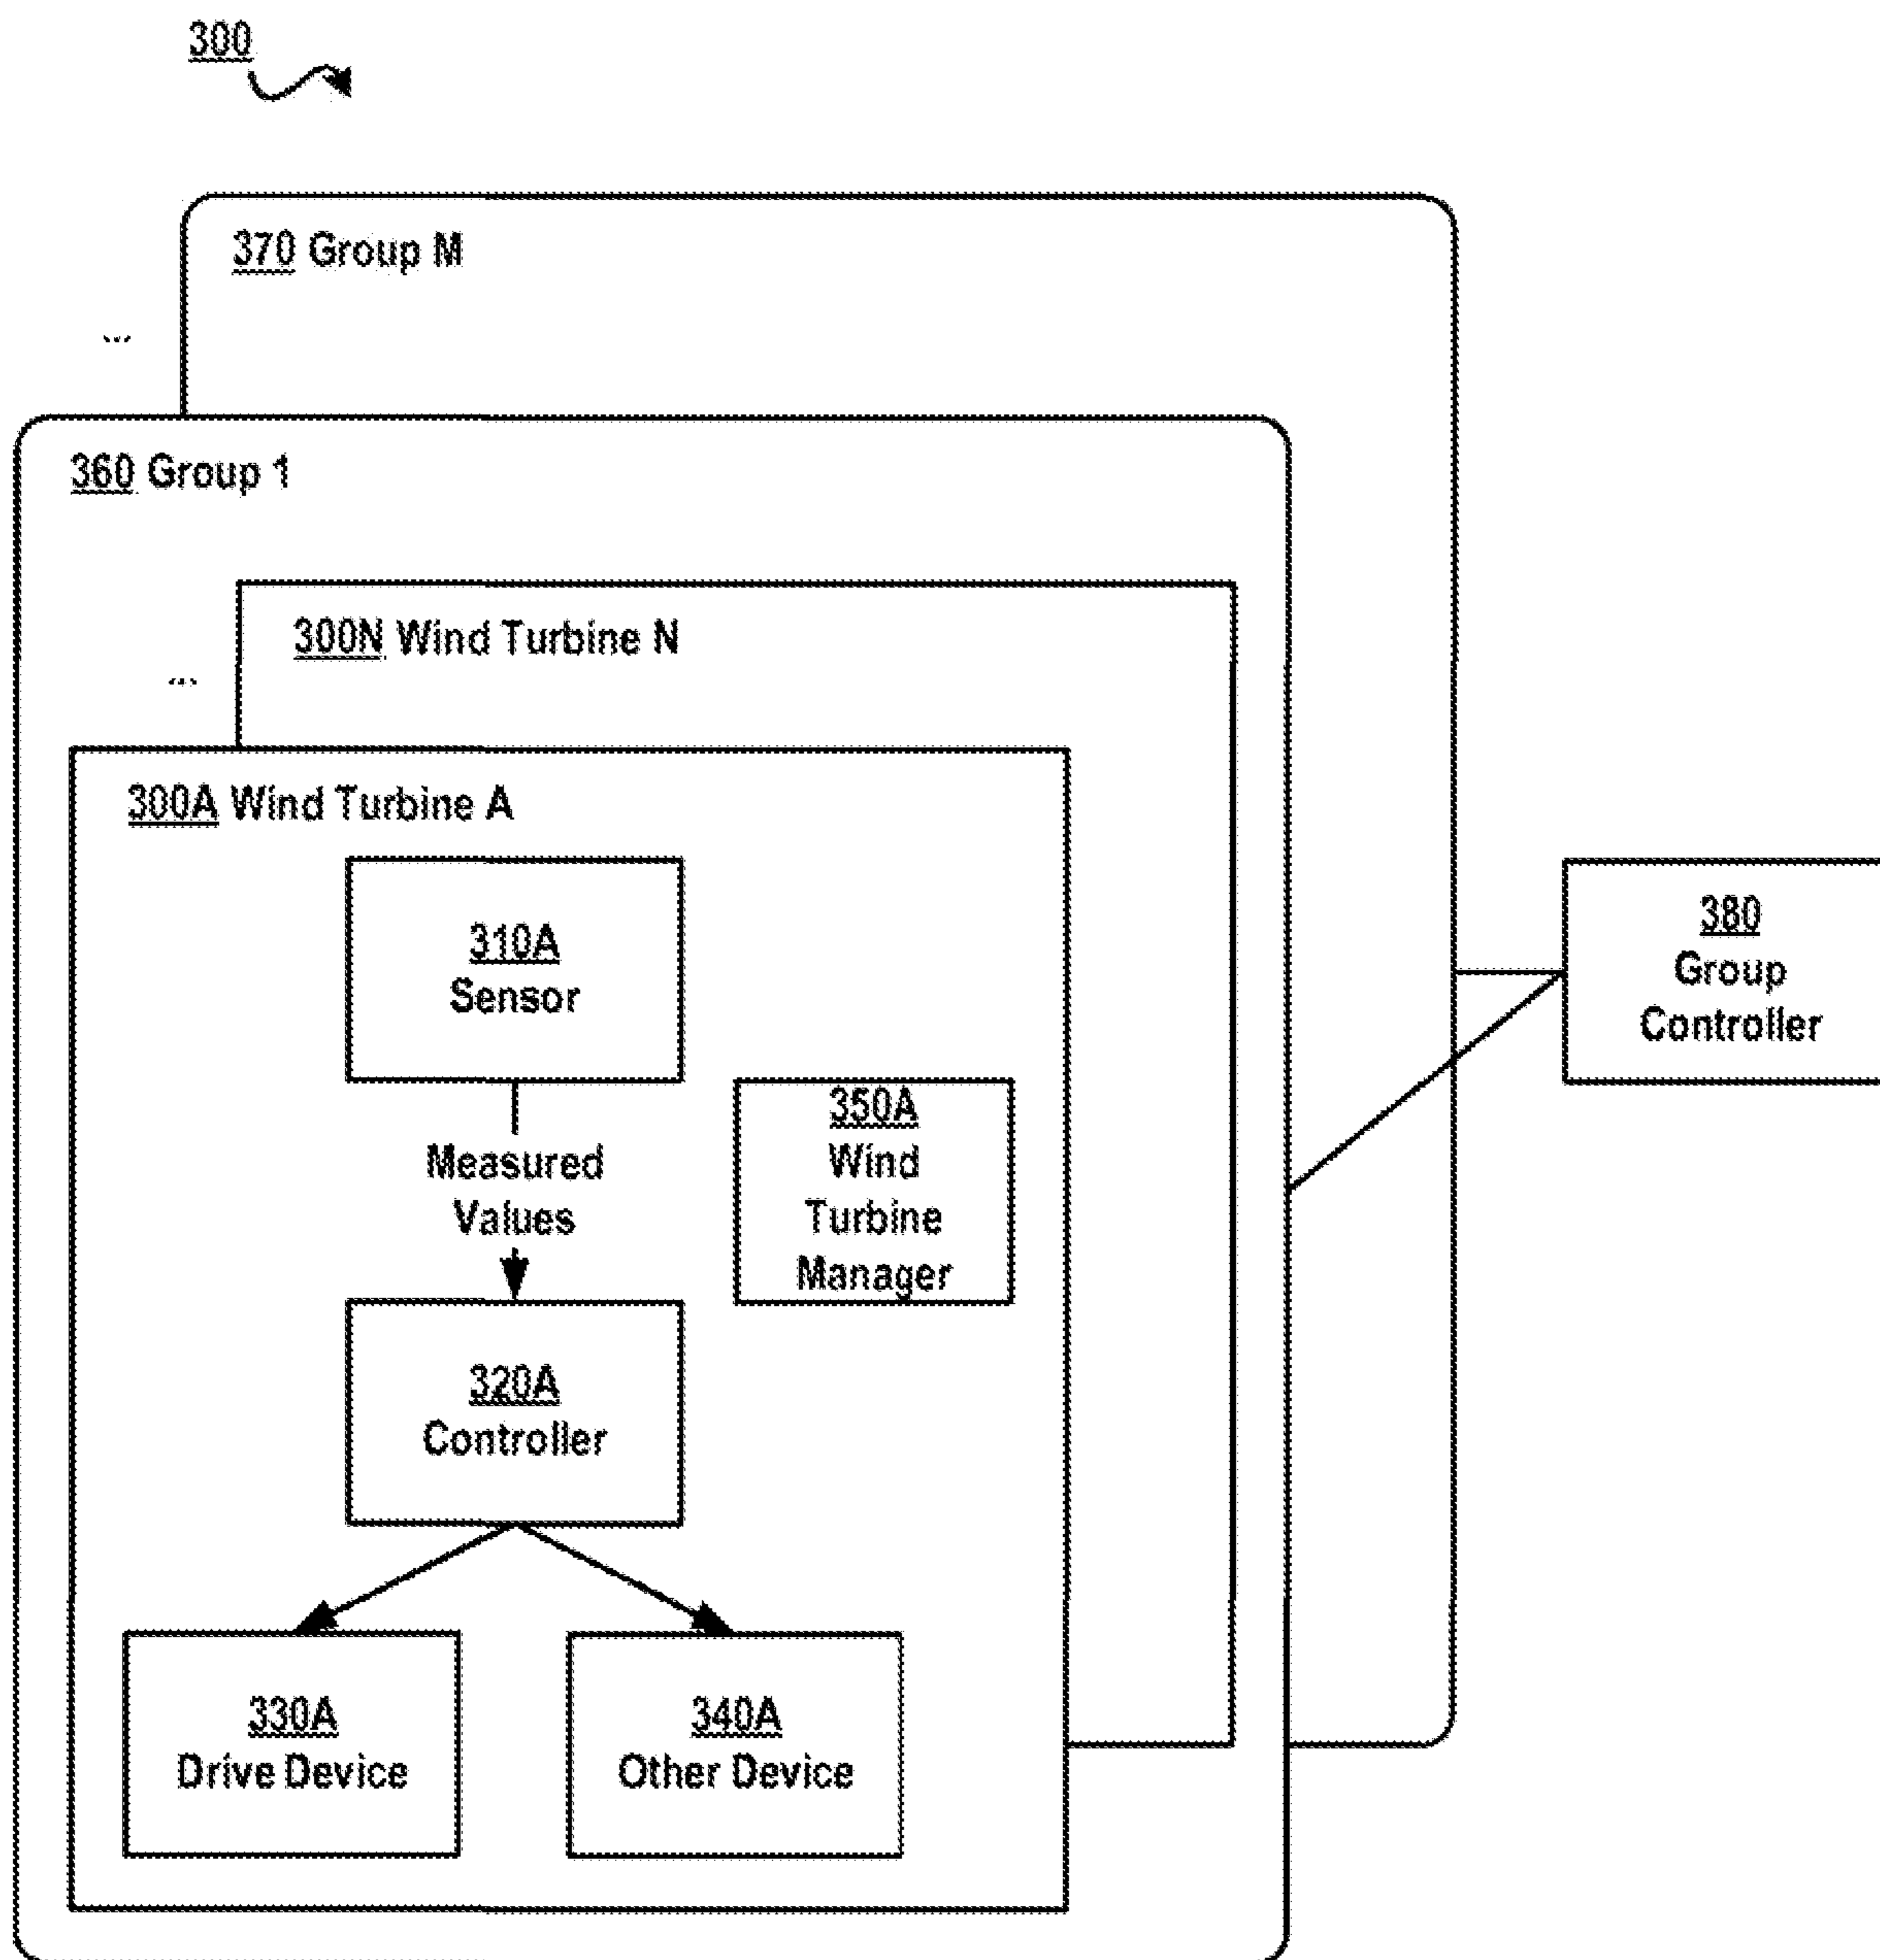 300
370 Group M
...
360 Group 1
300N Wind Turbine N
...
300A Wind Turbine A
310A
Sensor
380
Group
Controller
Measured
Values
350A
Wind
Turbine
Manager
320A
Controller
330A
Drive Device
340A
Other Device